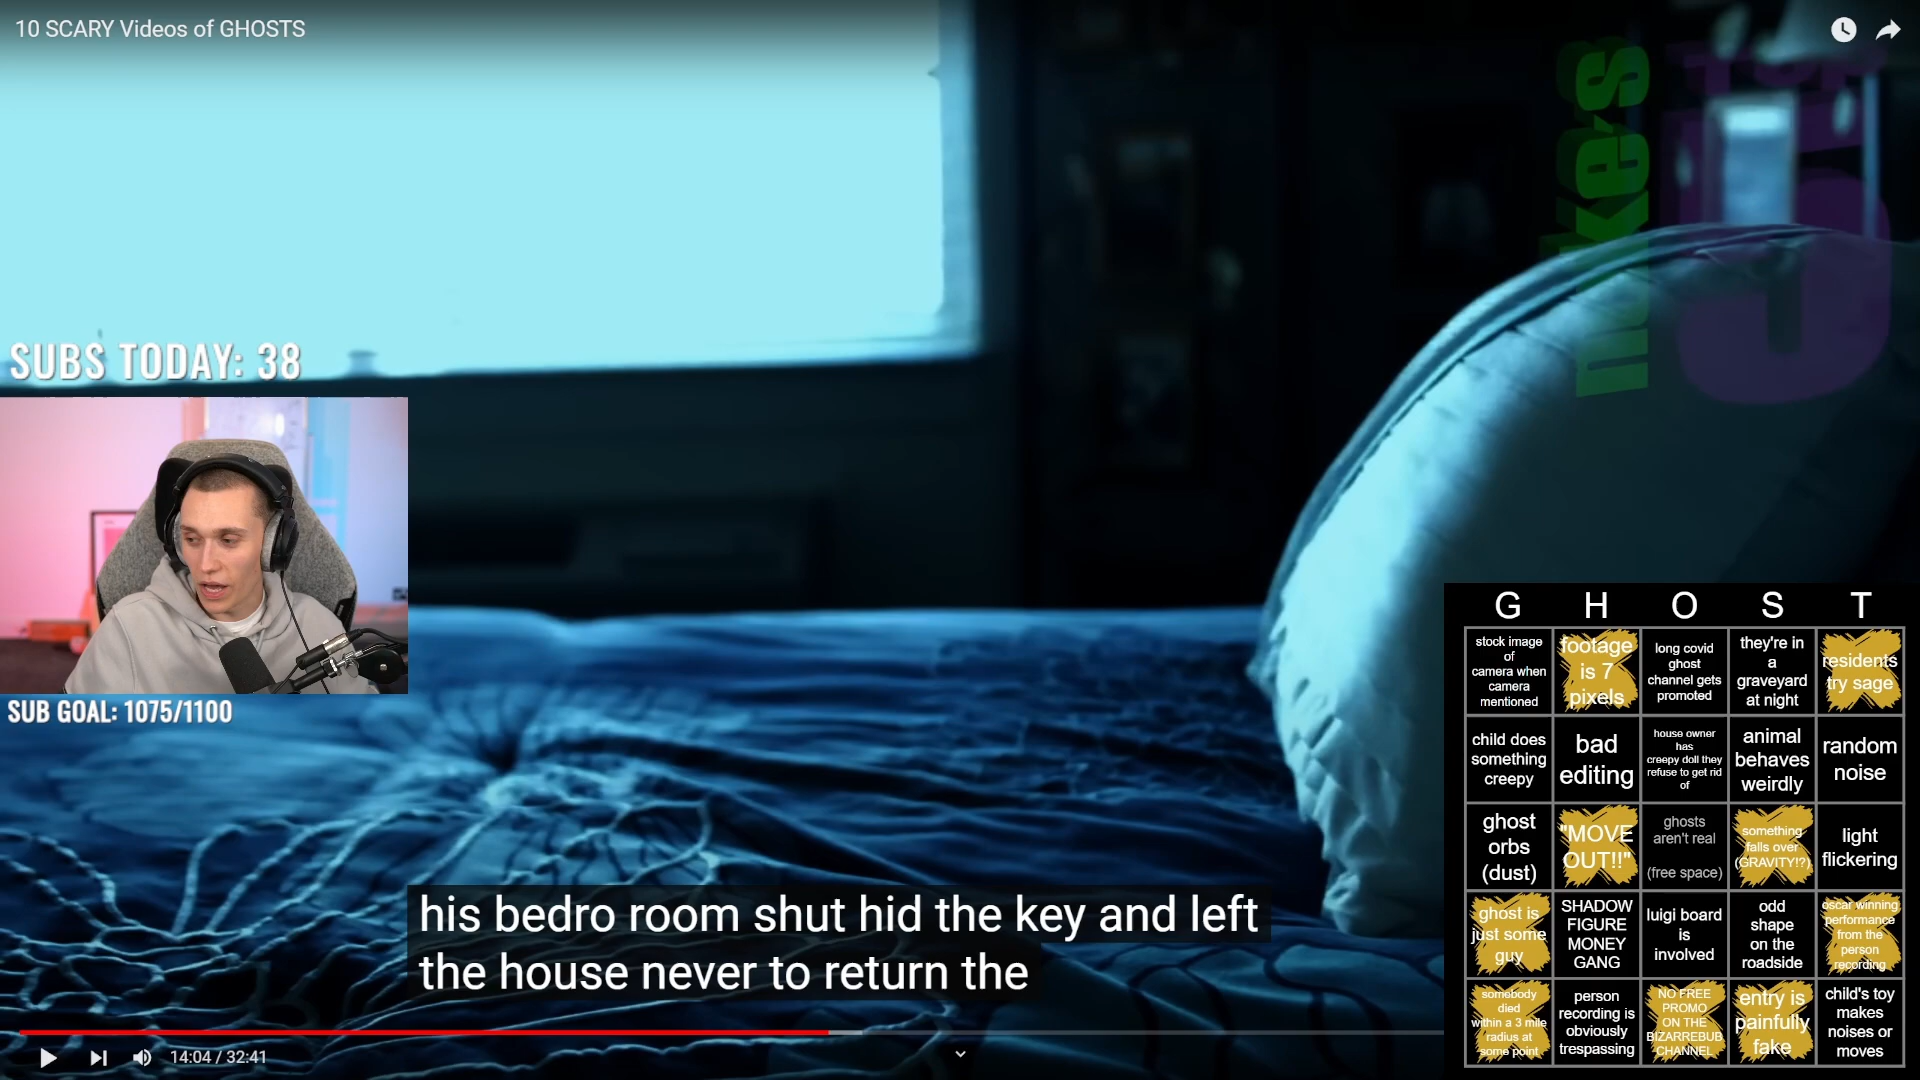 10 SCARY Videos of GHOSTS
nuke's
SUBS TODAY: 38
SUB GOAL: 1075/1100
his bedro room shut hid the key and left
the house never to return the
14:04 / 32:41
G H O S T
stock image
of
camera when
camera
mentioned
footage
is 7
pixels
long covid
ghost
channel gets
promoted
they're in
a
graveyard
at night
residents
try sage
child does
something
creepy
bad
editing
house owner
has
creepy doll they
refuse to get rid
of
animal
behaves
weirdly
random
noise
ghost
orbs
(dust)
"MOVE
OUT!!"
ghosts
aren't real
(free space)
something
falls over
(GRAVITY!?)
light
flickering
ghost is
just some
guy
SHADOW
FIGURE
MONEY
GANG
luigi board
is
involved
odd
shape
on the
roadside
oscar winning
performance
from the
person
recording
somebody
died
within a 3 mile
radius at
some point
person
recording is
obviously
trespassing
NO FREE
PROMO
ON THE
BIZARREBUB
CHANNEL
entry is
painfully
fake
child's toy
makes
noises or
moves